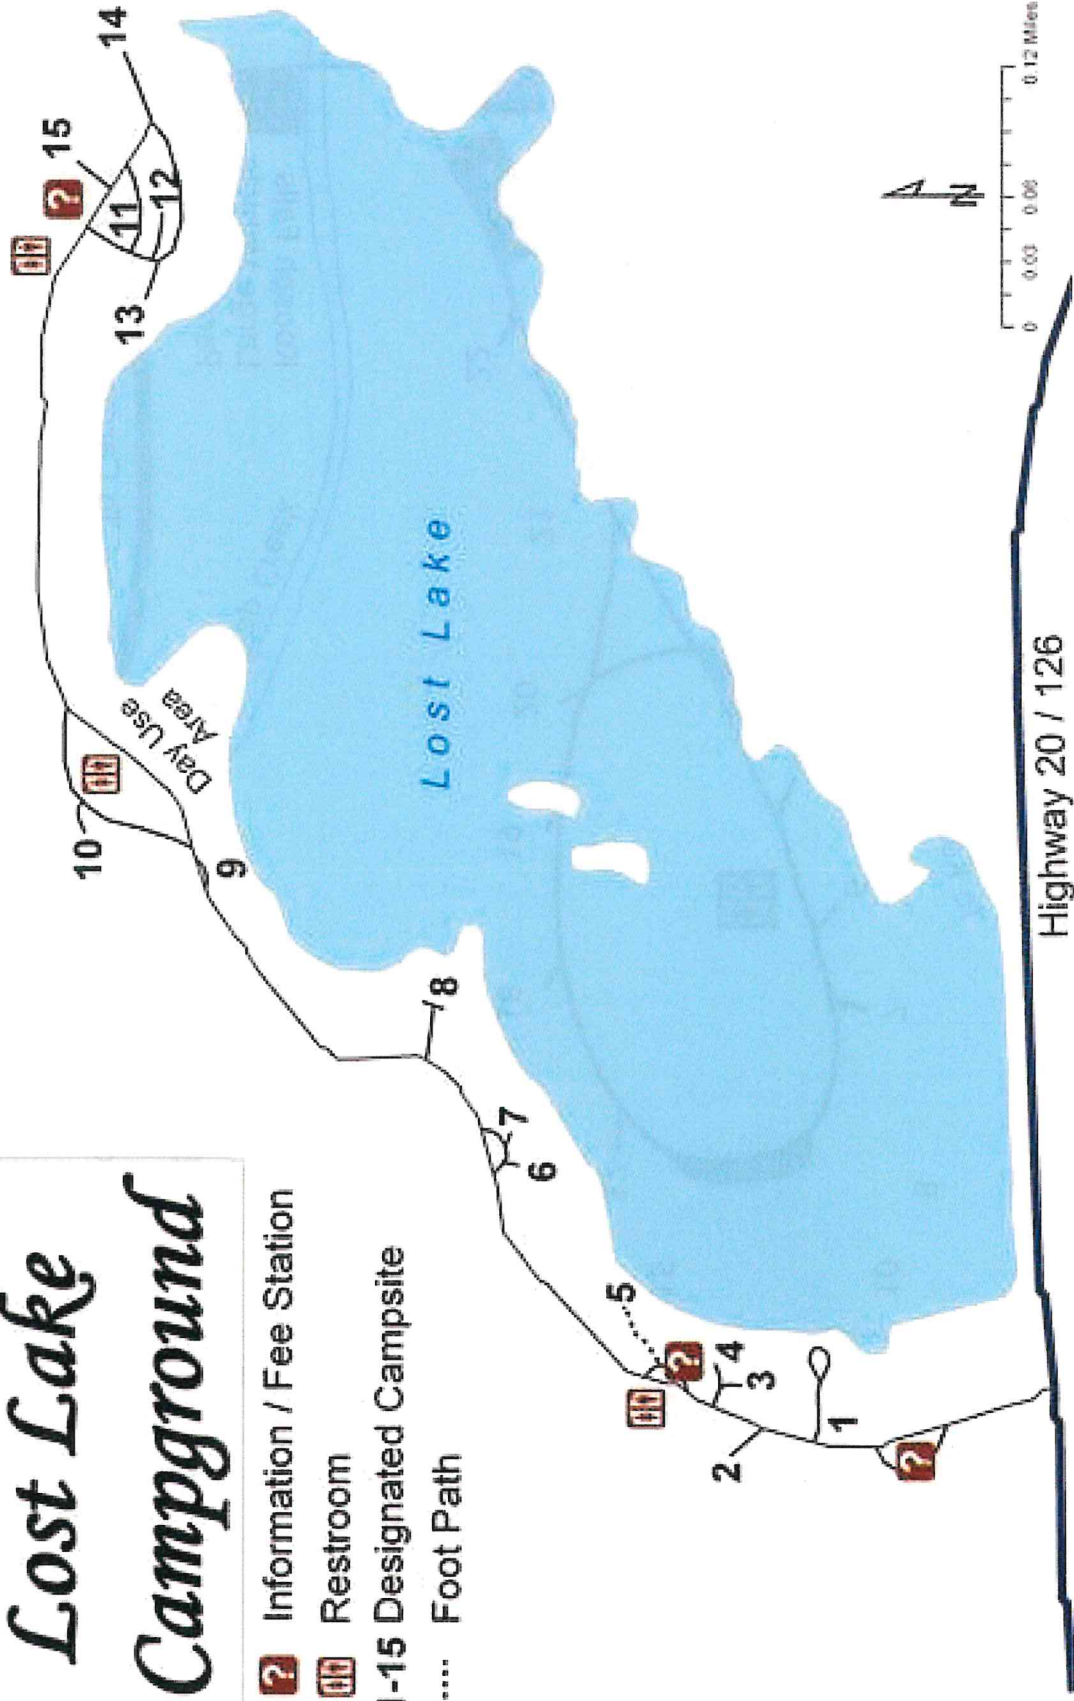 Lost Lake
Campground
? Information / Fee Station
Restroom
1-15 Designated Campsite
Foot Path
14
15
?
11
12
13
Day Use
Area
10
9
Lost Lake
8
7
6
5
?
4
3
2
1
?
N
0 0.03 0.06 0.12 Miles
Highway 20 / 126